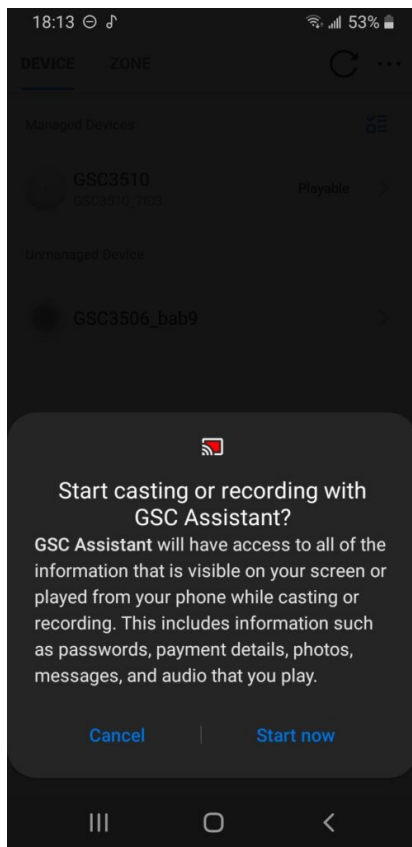 18:13
53%
DEVICE ZONE
Managed Devices
GSC3510
Playable
Unmanaged Device
GSC3506_bab9
Start casting or recording with
GSC Assistant?
GSC Assistant will have access to all of the
information that is visible on your screen or
played from your phone while casting or
recording. This includes information such
as passwords, payment details, photos,
messages, and audio that you play.
Cancel
Start now